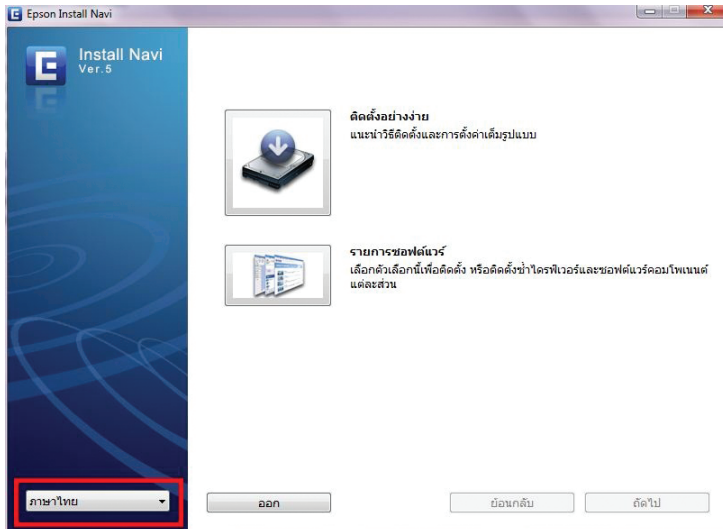 Epson Install Navi
Install Navi
Ver.5
ติดตั้งอย่างง่าย
แนะนำวิธีติดตั้งและการตั้งค่าเต็มรูปแบบ
รายการซอฟต์แวร์
เลือกตัวเลือกนี้เพื่อติดตั้ง หรือติดตั้งซ้ำไดรฟ์เวอร์และซอฟต์แวร์คอมโพเนนต์
แต่ละส่วน
ภาษาไทย
ออก
ย้อนกลับ
ถัดไป